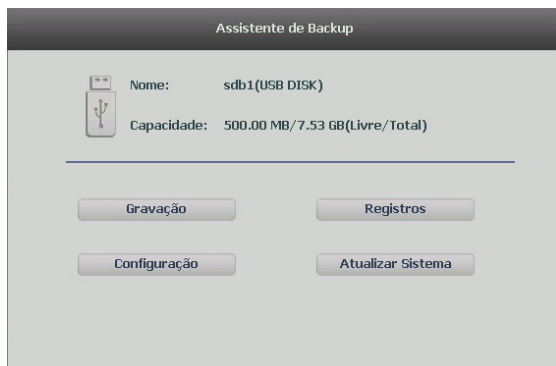 Assistente de Backup
Nome: sdb1(USB DISK)
Capacidade: 500.00 MB/7.53 GB(Livre/Total)
Gravação Registros
Configuração Atualizar Sistema